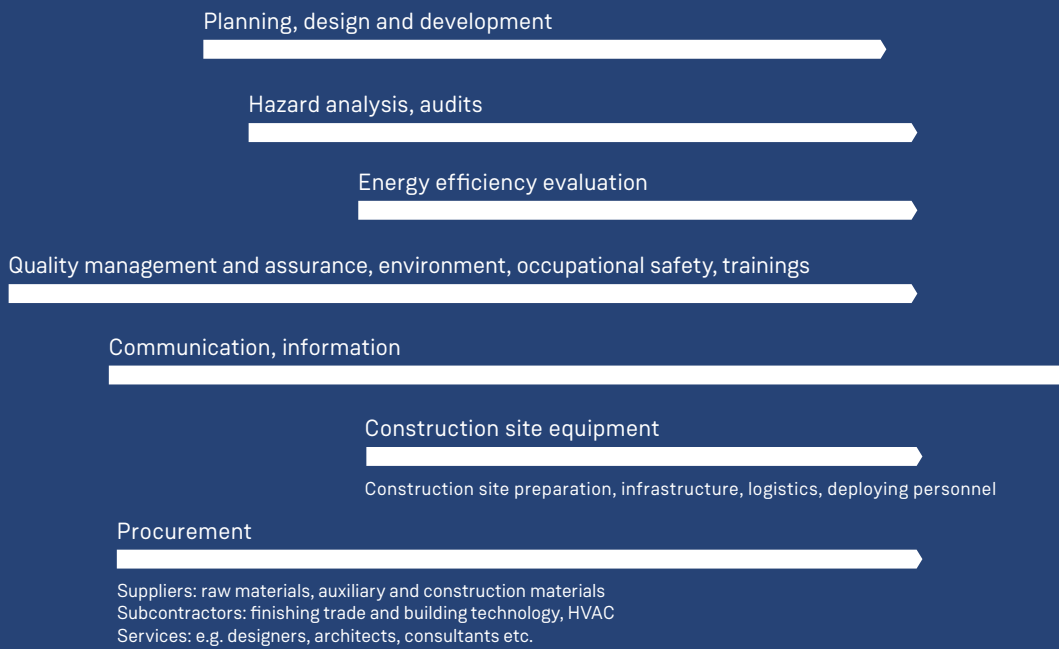 Planning, design and development
Hazard analysis, audits
Energy efficiency evaluation
Quality management and assurance, environment, occupational safety, trainings
Communication, information
Construction site equipment
Construction site preparation, infrastructure, logistics, deploying personnel
Procurement
Suppliers: raw materials, auxiliary and construction materials
Subcontractors: finishing trade and building technology, HVAC
Services: e.g. designers, architects, consultants etc.